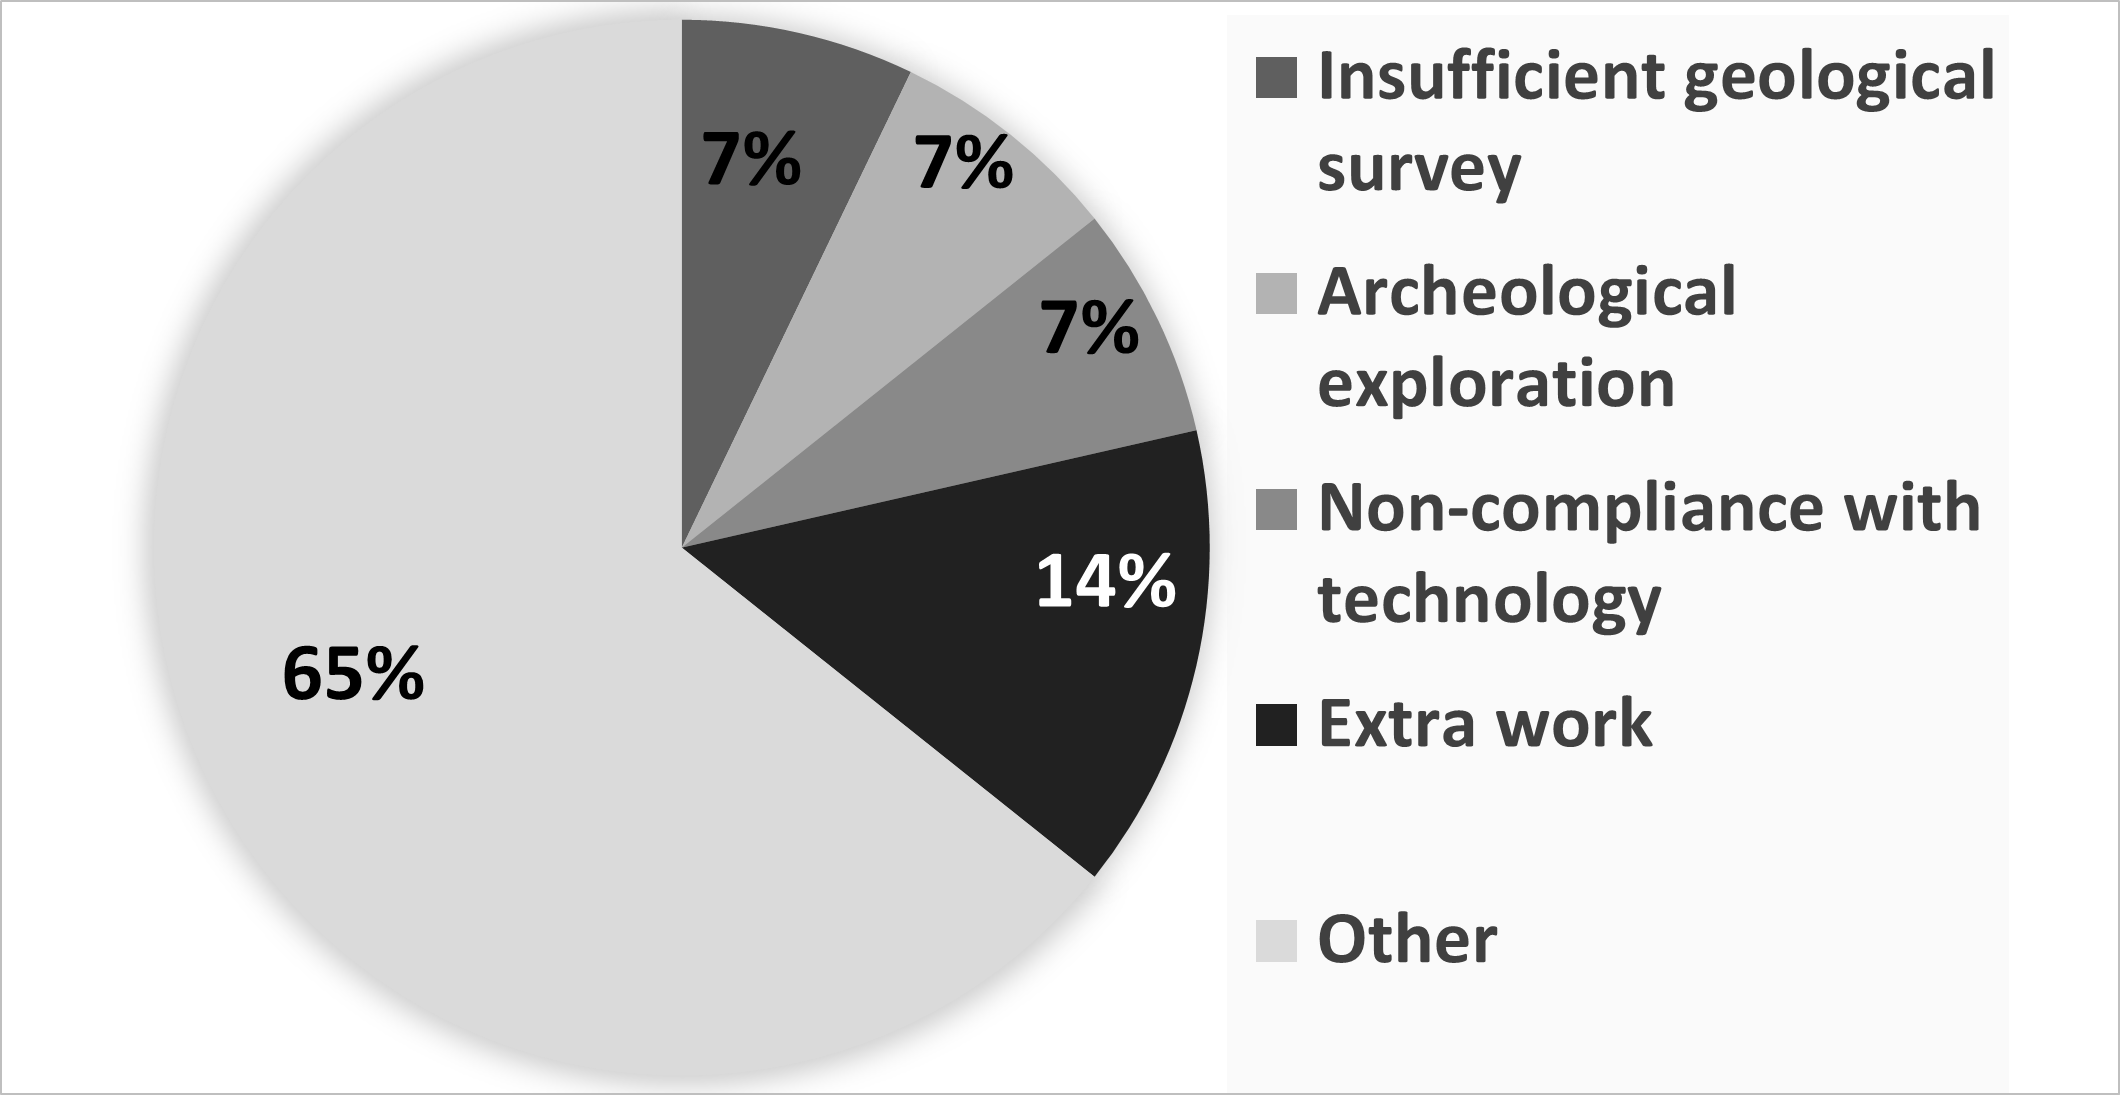 7%
7%
7%
14%
65%
Insufficient geological
survey
Archeological
exploration
Non-compliance with
technology
Extra work
Other